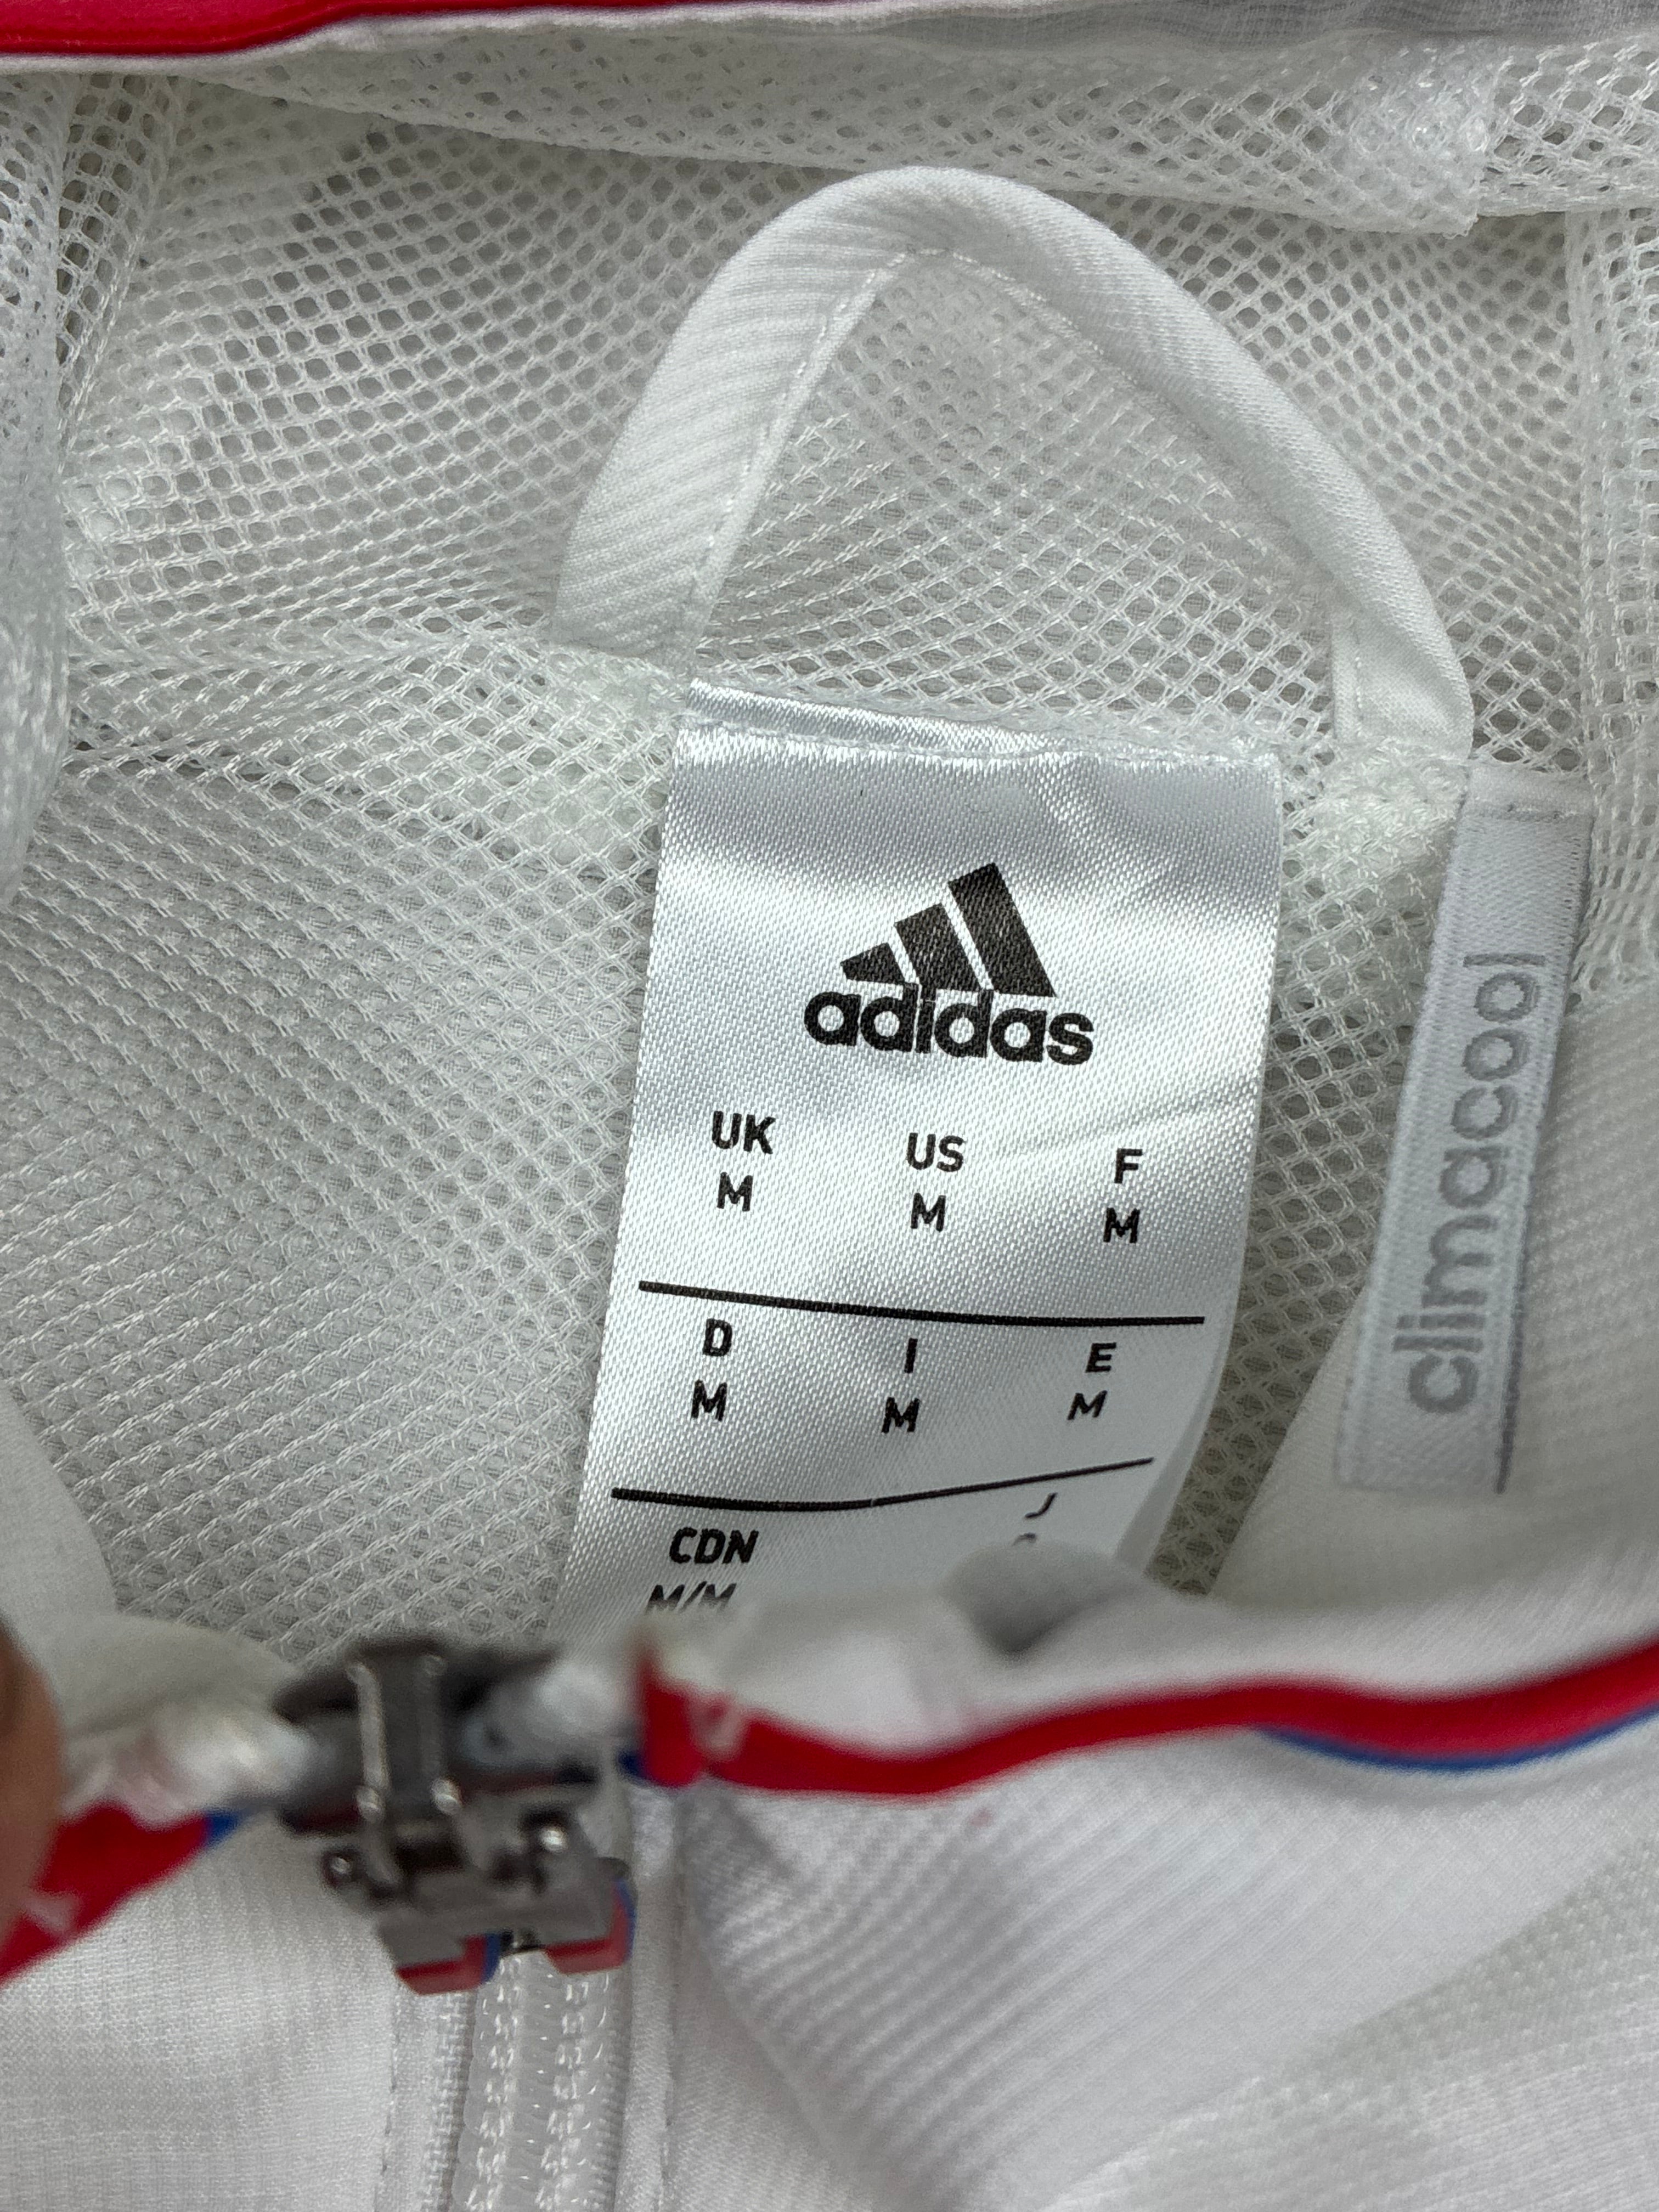 adidas
UK US F
M M M
D I E
M M M
CDN J
M/M
climacool